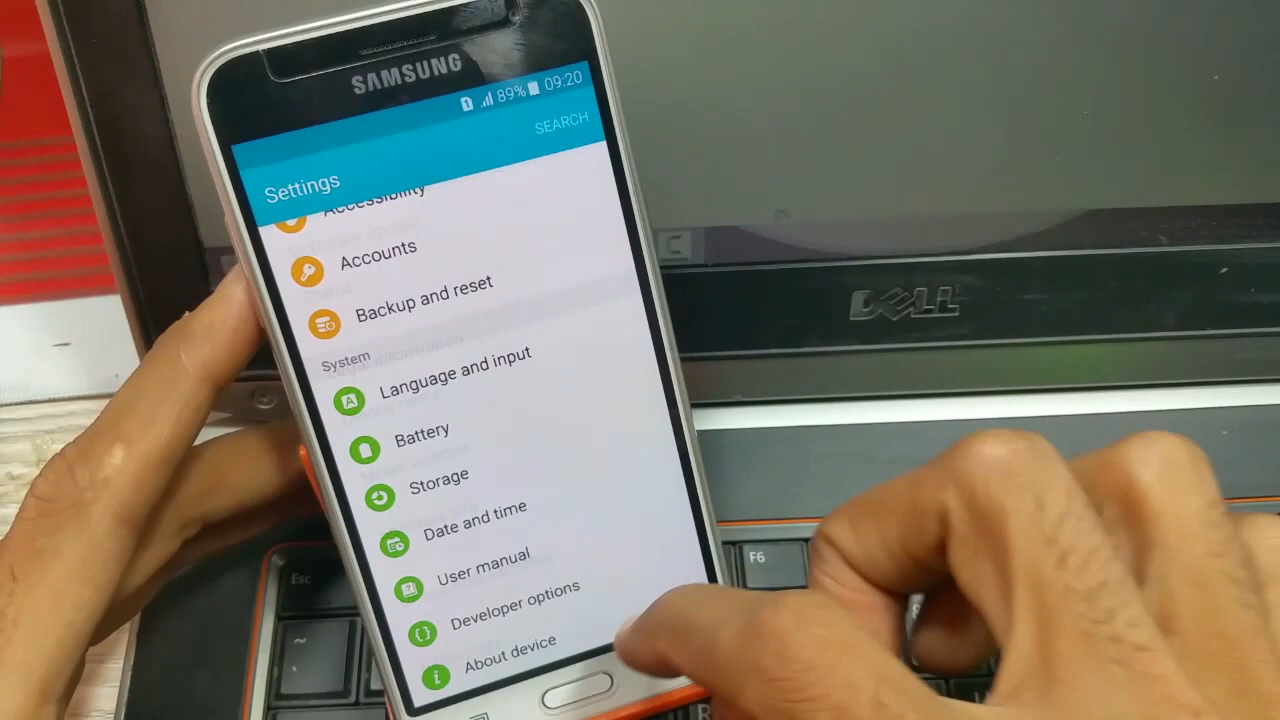 SAMSUNG
89% 09:20
SEARCH
Settings
Accessibility
Accounts
Backup and reset
System
Language and input
Battery
Storage
Date and time
User manual
Developer options
About device
DELL
F6
Esc
~
R